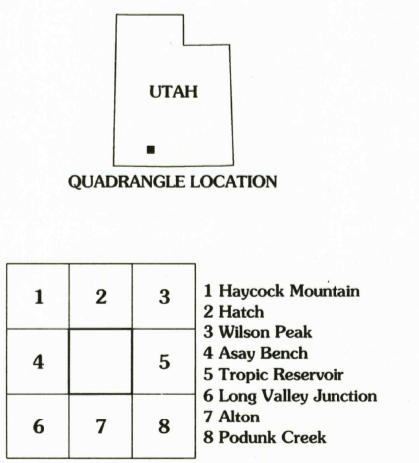 UTAH
QUADRANGLE LOCATION
1 2 3
4 5
6 7 8
1 Haycock Mountain
2 Hatch
3 Wilson Peak
4 Asay Bench
5 Tropic Reservoir
6 Long Valley Junction
7 Alton
8 Podunk Creek